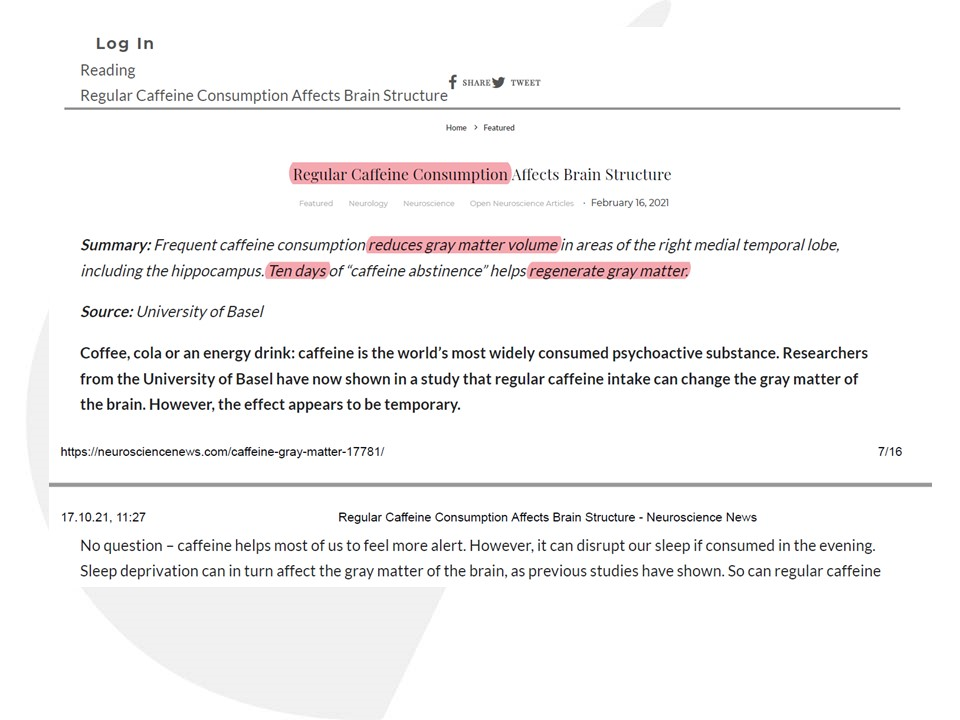 Log In
Reading
SHARE TWEET
Regular Caffeine Consumption Affects Brain Structure
Home > Featured
Regular Caffeine Consumption Affects Brain Structure
Featured Neurology Neuroscience Open Neuroscience Articles · February 16, 2021
Summary: Frequent caffeine consumption reduces gray matter volume in areas of the right medial temporal lobe,
including the hippocampus. Ten days of “caffeine abstinence” helps regenerate gray matter.
Source: University of Basel
Coffee, cola or an energy drink: caffeine is the world’s most widely consumed psychoactive substance. Researchers
from the University of Basel have now shown in a study that regular caffeine intake can change the gray matter of
the brain. However, the effect appears to be temporary.
https://neurosciencenews.com/caffeine-gray-matter-17781/ 7/16
17.10.21, 11:27 Regular Caffeine Consumption Affects Brain Structure - Neuroscience News
No question – caffeine helps most of us to feel more alert. However, it can disrupt our sleep if consumed in the evening.
Sleep deprivation can in turn affect the gray matter of the brain, as previous studies have shown. So can regular caffeine